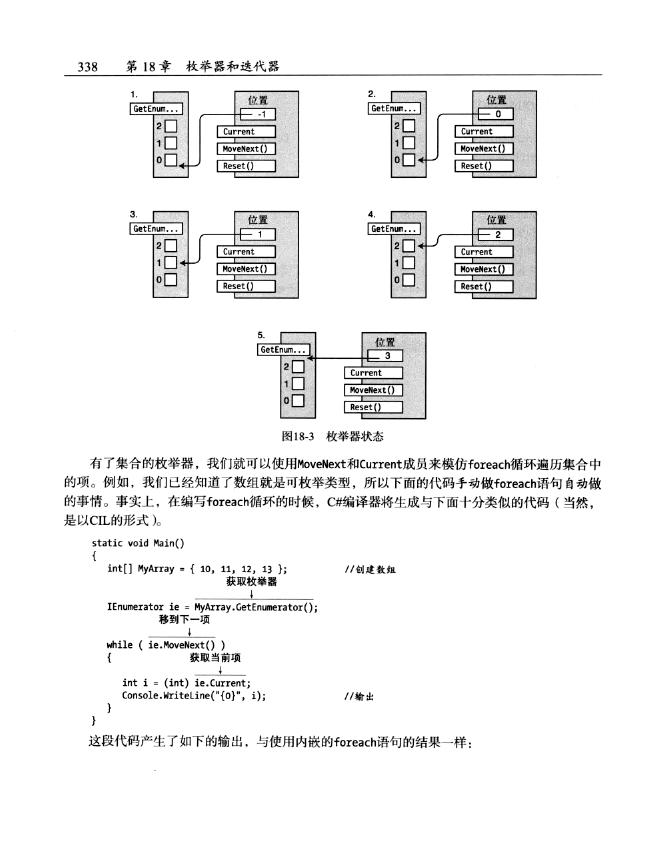 338 第 18 章 枚举器和迭代器
1.
GetEnum...
2
1
0
位置
-1
Current
MoveNext()
Reset()
2.
GetEnum...
2
1
0
位置
0
Current
MoveNext()
Reset()
3.
GetEnum...
2
1
0
位置
1
Current
MoveNext()
Reset()
4.
GetEnum...
2
1
0
位置
2
Current
MoveNext()
Reset()
5.
GetEnum...
2
1
0
位置
3
Current
MoveNext()
Reset()
图18-3 枚举器状态
有了集合的枚举器，我们就可以使用MoveNext和Current成员来模仿foreach循环遍历集合中
的项。例如，我们已经知道了数组就是可枚举类型，所以下面的代码手动做foreach语句自动做
的事情。事实上，在编写foreach循环的时候，C#编译器将生成与下面十分类似的代码（当然，
是以CIL的形式）。
static void Main()
{
int[] MyArray = { 10, 11, 12, 13 }; //创建数组
获取枚举器
↓
IEnumerator ie = MyArray.GetEnumerator();
移到下一项
↓
while ( ie.MoveNext() )
{ 获取当前项
↓
int i = (int) ie.Current;
Console.WriteLine("{0}", i); //输出
}
}
这段代码产生了如下的输出，与使用内嵌的foreach语句的结果一样：